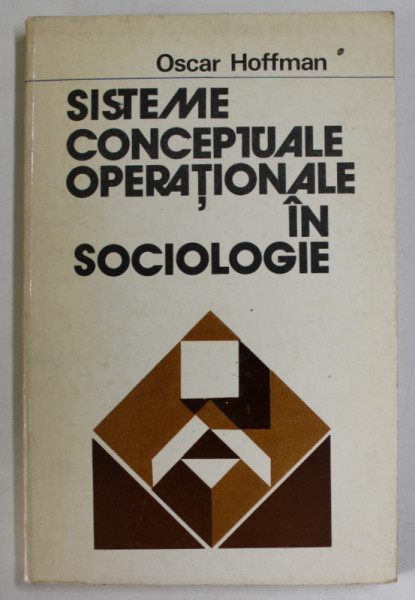 Oscar Hoffman
SISTEME
CONCEPTUALE
OPERAȚIONALE
ÎN
SOCIOLOGIE